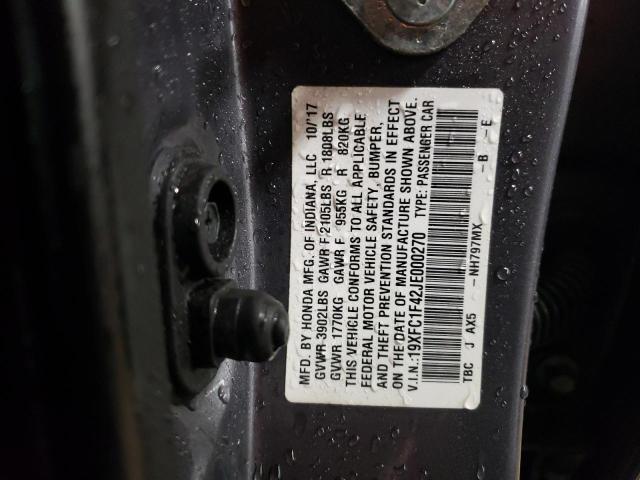 MFD. BY HONDA MFG. OF INDIANA, LLC 10/'17
GVWR 3902LBS GAWR F 2105LBS R 1808LBS
GVWR 1770KG GAWR F 955KG R 820KG
THIS VEHICLE CONFORMS TO ALL APPLICABLE
FEDERAL MOTOR VEHICLE SAFETY, BUMPER,
AND THEFT PREVENTION STANDARDS IN EFFECT
ON THE DATE OF MANUFACTURE SHOWN ABOVE.
V.I.N.:19XFC1F42JE000270 TYPE: PASSENGER CAR
TBC J AX5 -NH797MX -B -E